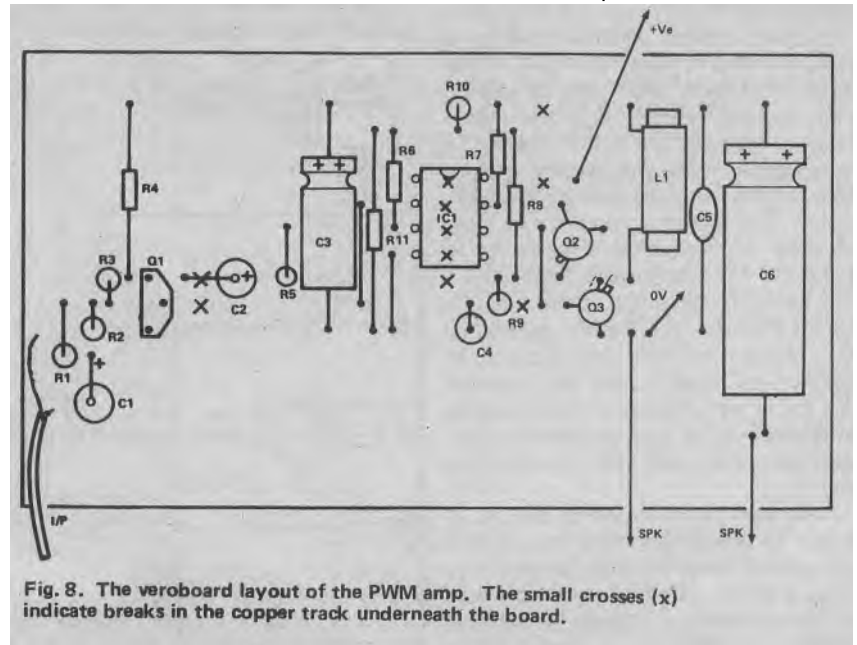 +Ve
R10
R4
R6
R7
IC1
L1
C5
R8
C3
R11
Q2
R3
Q1
C6
R5
C2
0V
Q3
R2
R9
C4
R1
+
C1
I/P
SPK
SPK
Fig. 8. The veroboard layout of the PWM amp. The small crosses (x)
indicate breaks in the copper track underneath the board.